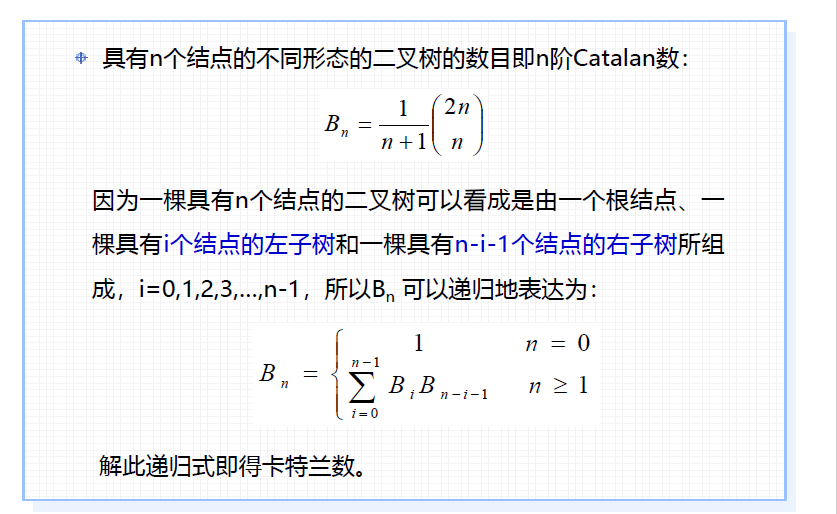 具有n个结点的不同形态的二叉树的数目即n阶Catalan数：
B_n = \frac{1}{n+1} \binom{2n}{n}
因为一棵具有n个结点的二叉树可以看成是由一个根结点、一
棵具有i个结点的左子树和一棵具有n-i-1个结点的右子树所组
成，i=0,1,2,3,…,n-1，所以B_n 可以递归地表达为：
B_n = \begin{cases} 1 & n = 0 \\ \sum_{i=0}^{n-1} B_i B_{n-i-1} & n \geq 1 \end{cases}
解此递归式即得卡特兰数。